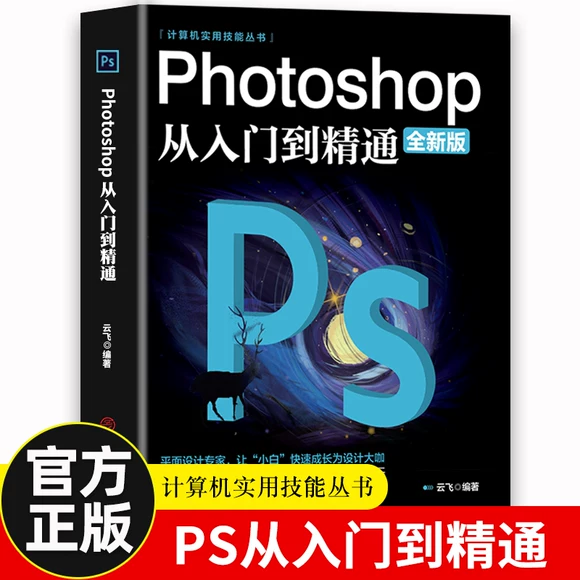 『计算机实用技能丛书』
Photoshop
从入门到精通 全新版
Ps
平面设计专家,让“小白”快速成长为设计大咖
云飞◎编著
Ps
Photoshop 从入门到精通
云飞◎编著
官方
正版
计算机实用技能丛书
PS从入门到精通